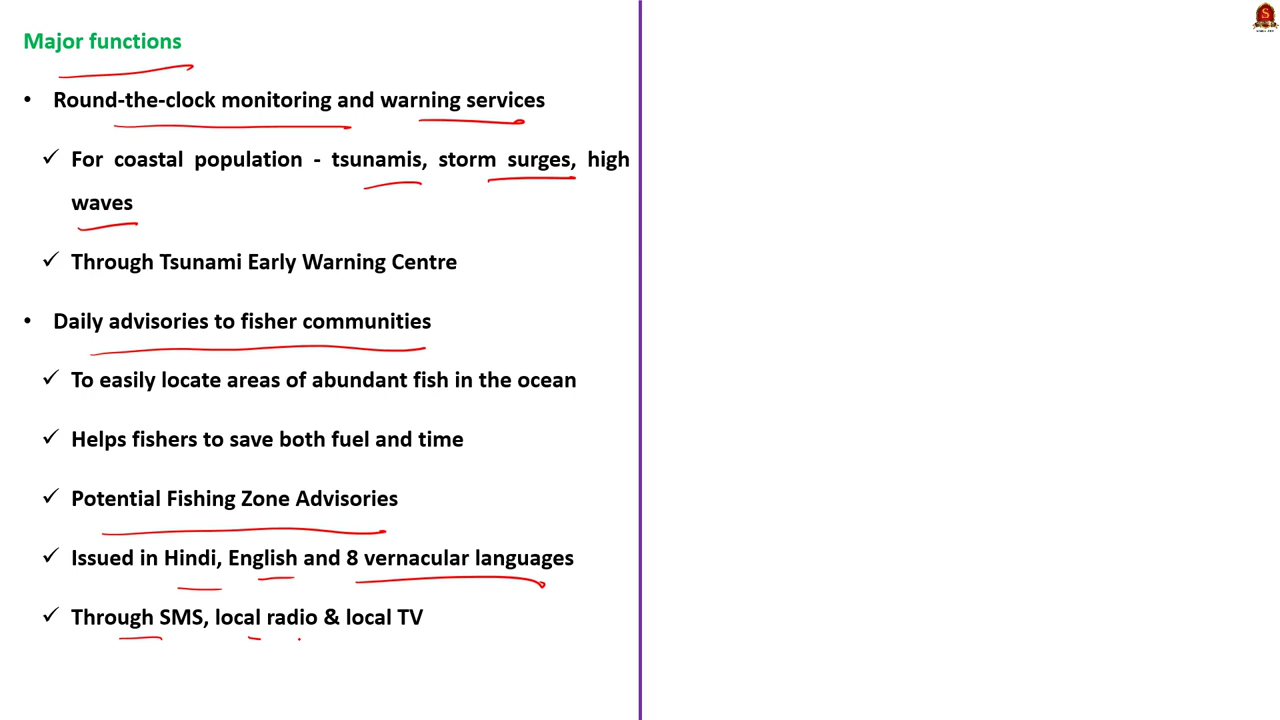 Major functions
• Round-the-clock monitoring and warning services
✓ For coastal population - tsunamis, storm surges, high
waves
✓ Through Tsunami Early Warning Centre
• Daily advisories to fisher communities
✓ To easily locate areas of abundant fish in the ocean
✓ Helps fishers to save both fuel and time
✓ Potential Fishing Zone Advisories
✓ Issued in Hindi, English and 8 vernacular languages
✓ Through SMS, local radio & local TV
S